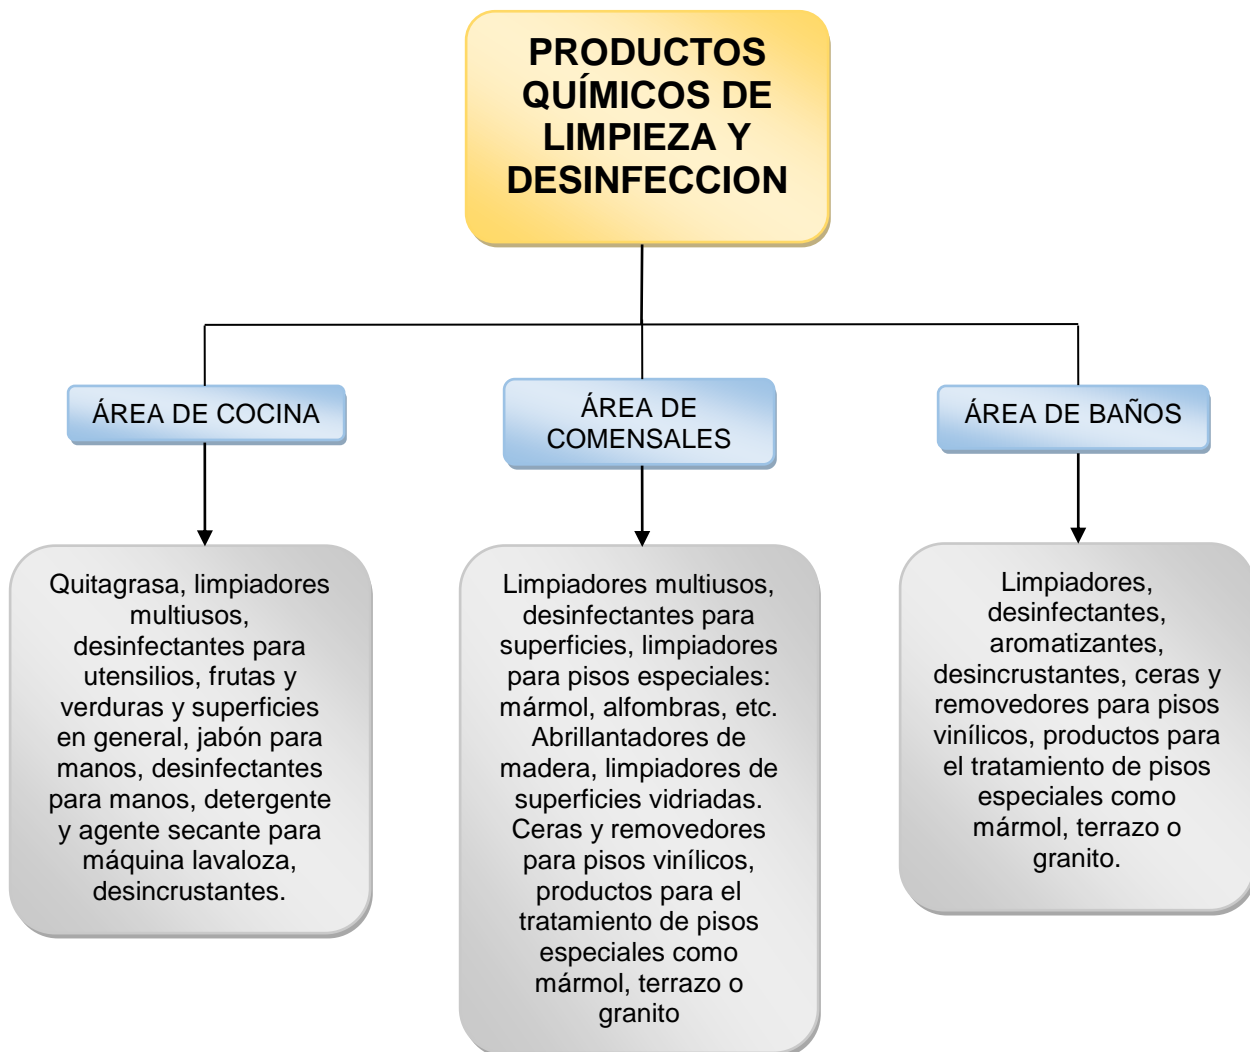 PRODUCTOS
QUÍMICOS DE
LIMPIEZA Y
DESINFECCION
ÁREA DE COCINA
ÁREA DE
COMENSALES
ÁREA DE BAÑOS
Quitagrasa, limpiadores
multiusos,
desinfectantes para
utensilios, frutas y
verduras y superficies
en general, jabón para
manos, desinfectantes
para manos, detergente
y agente secante para
máquina lavaloza,
desincrustantes.
Limpiadores multiusos,
desinfectantes para
superficies, limpiadores
para pisos especiales:
mármol, alfombras, etc.
Abrillantadores de
madera, limpiadores de
superficies vidriadas.
Ceras y removedores
para pisos vinílicos,
productos para el
tratamiento de pisos
especiales como
mármol, terrazo o
granito
Limpiadores,
desinfectantes,
aromatizantes,
desincrustantes, ceras y
removedores para pisos
vinílicos, productos para
el tratamiento de pisos
especiales como
mármol, terrazo o
granito.